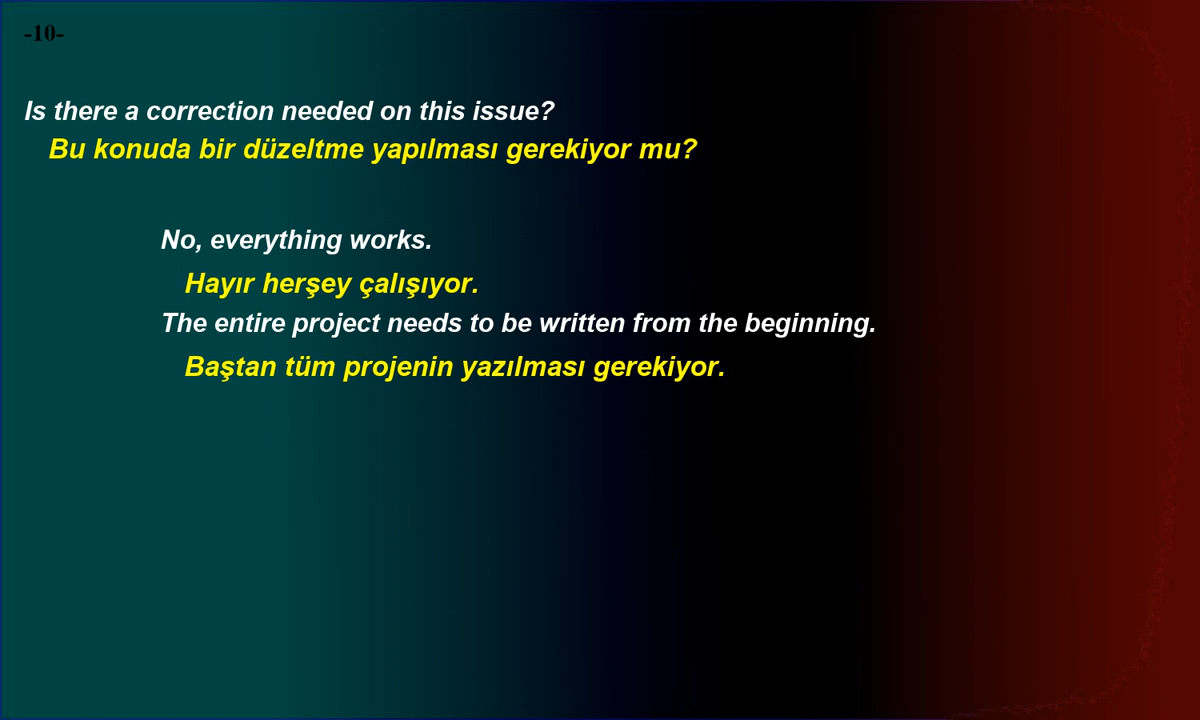 -10-
Is there a correction needed on this issue?
Bu konuda bir düzeltme yapılması gerekiyor mu?
No, everything works.
Hayır herşey çalışıyor.
The entire project needs to be written from the beginning.
Baştan tüm projenin yazılması gerekiyor.